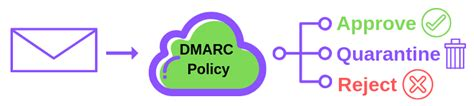 DMARC
Policy
Approve
Quarantine
Reject